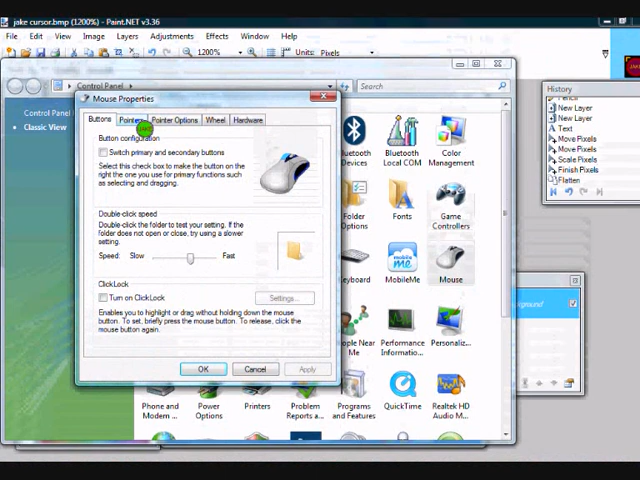 jake cursor.bmp (1200%) - Paint.NET v3.36
File Edit View Image Layers Adjustments Effects Window Help
1200% Units: Pixels
Control Panel
Search
Control Panel
Classic View
Mouse Properties
Buttons Pointers Pointer Options Wheel Hardware
Button configuration
Switch primary and secondary buttons
Select this check box to make the button on
right the one you use for primary functions such
as selecting and dragging.
Double-click speed
Double-click the folder to test your setting. If the
folder does not open or close, try using a slower
setting.
Speed: Slow Fast
ClickLock
Turn on ClickLock
Settings...
Enables you to highlight or drag without holding down the mouse
button. To set, briefly press the mouse button. To release, click the
mouse button again.
OK Cancel Apply
Bluetooth
Devices
Bluetooth
Local COM
Color
Management
Folder
Options
Fonts
Game
Controllers
Keyboard
MobileMe
Mouse
People Near
Me
Performance
Informatio...
Personaliz...
Phone and
Modem ...
Power
Options
Printers
Problem
Reports a...
Programs
and Features
QuickTime
Realtek HD
Audio M...
History
Pencil
New Layer
New Layer
Text
Move Pixels
Move Pixels
Scale Pixels
Finish Pixels
Flatten